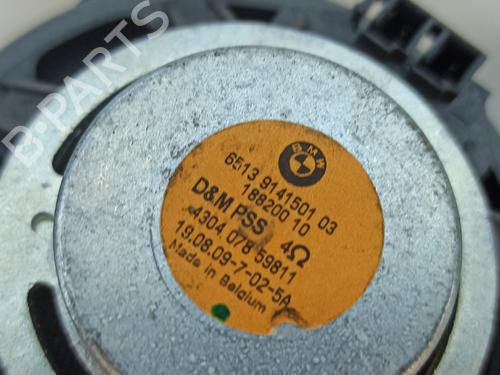 B-PARTS
BMW
6513 9141501 03
18820010
D&M PSS 4Ω
4304 078 59811
19.08.09-7-02-5A
Made in Belgium